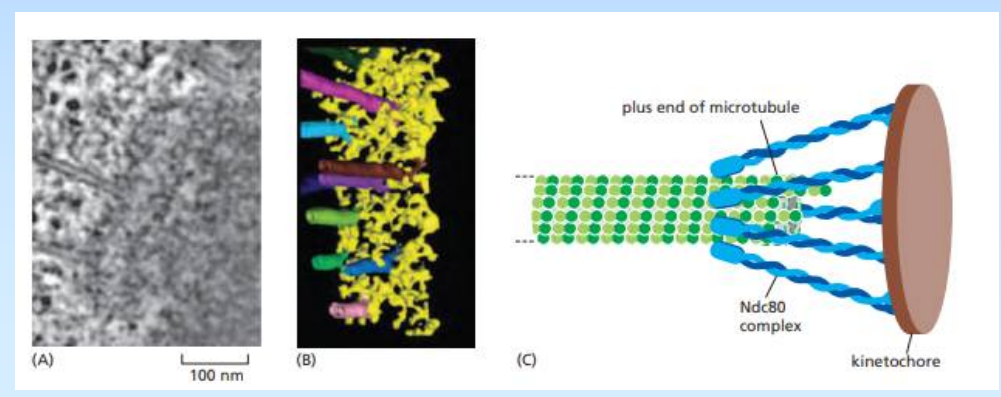 plus end of microtubule
Ndc80
complex
(A)
100 nm
(B)
(C)
kinetochore